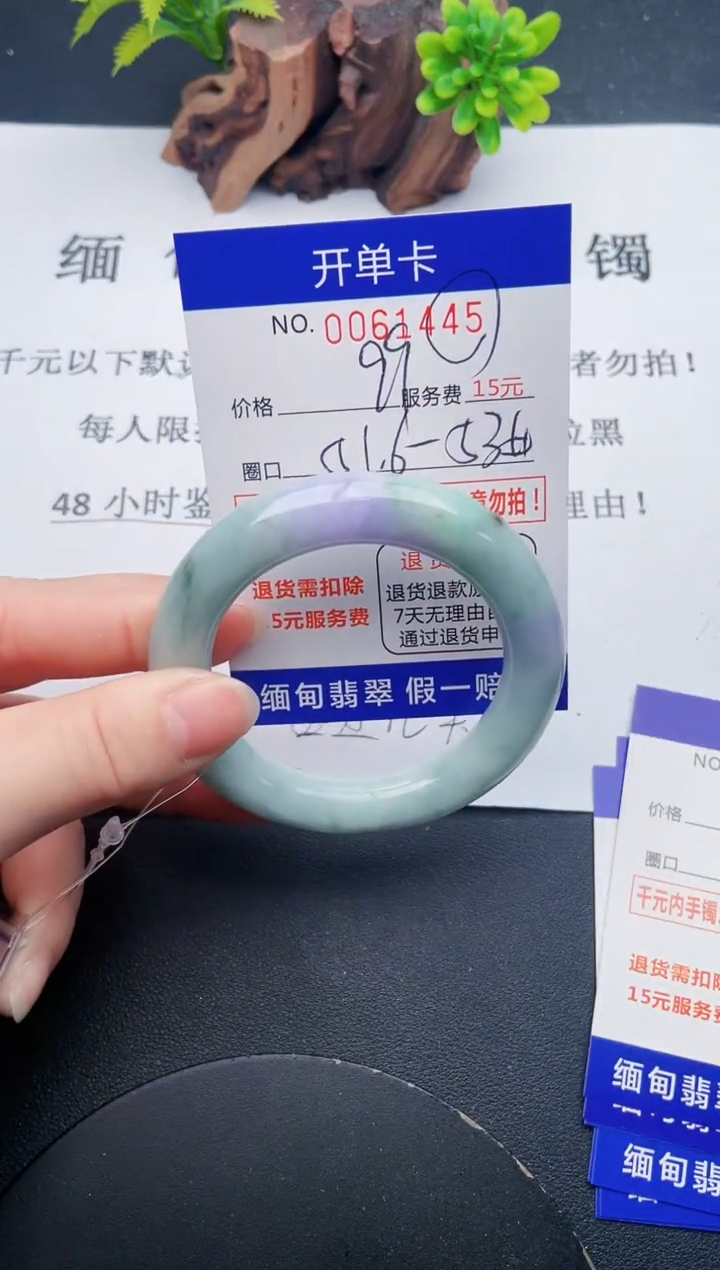 缅
镯
开单卡
NO. 0061445
千元以下默
者勿拍！
价格 99 服务费 15元
每人限
拉黑
圈口 51.6-53.6
48 小时鉴
理由！
意勿拍！
退货需扣除
5元服务费
退货
退货退款
7天无理由
通过退货申
缅甸翡翠 假一赔
NO
价格
圈口
千元内手镯
退货需扣除
15元服务费
缅甸翡
缅甸翡